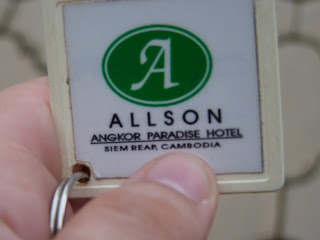 A
ALLSON
ANGKOR PARADISE HOTEL
SIEM REAP, CAMBODIA